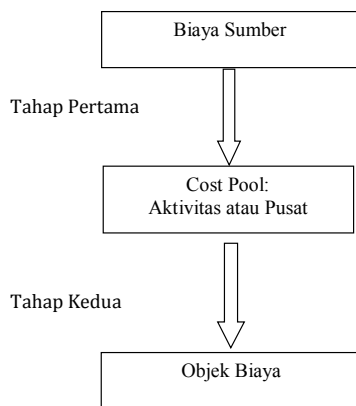 Biaya Sumber
Tahap Pertama
Cost Pool:
Aktivitas atau Pusat
Tahap Kedua
Objek Biaya